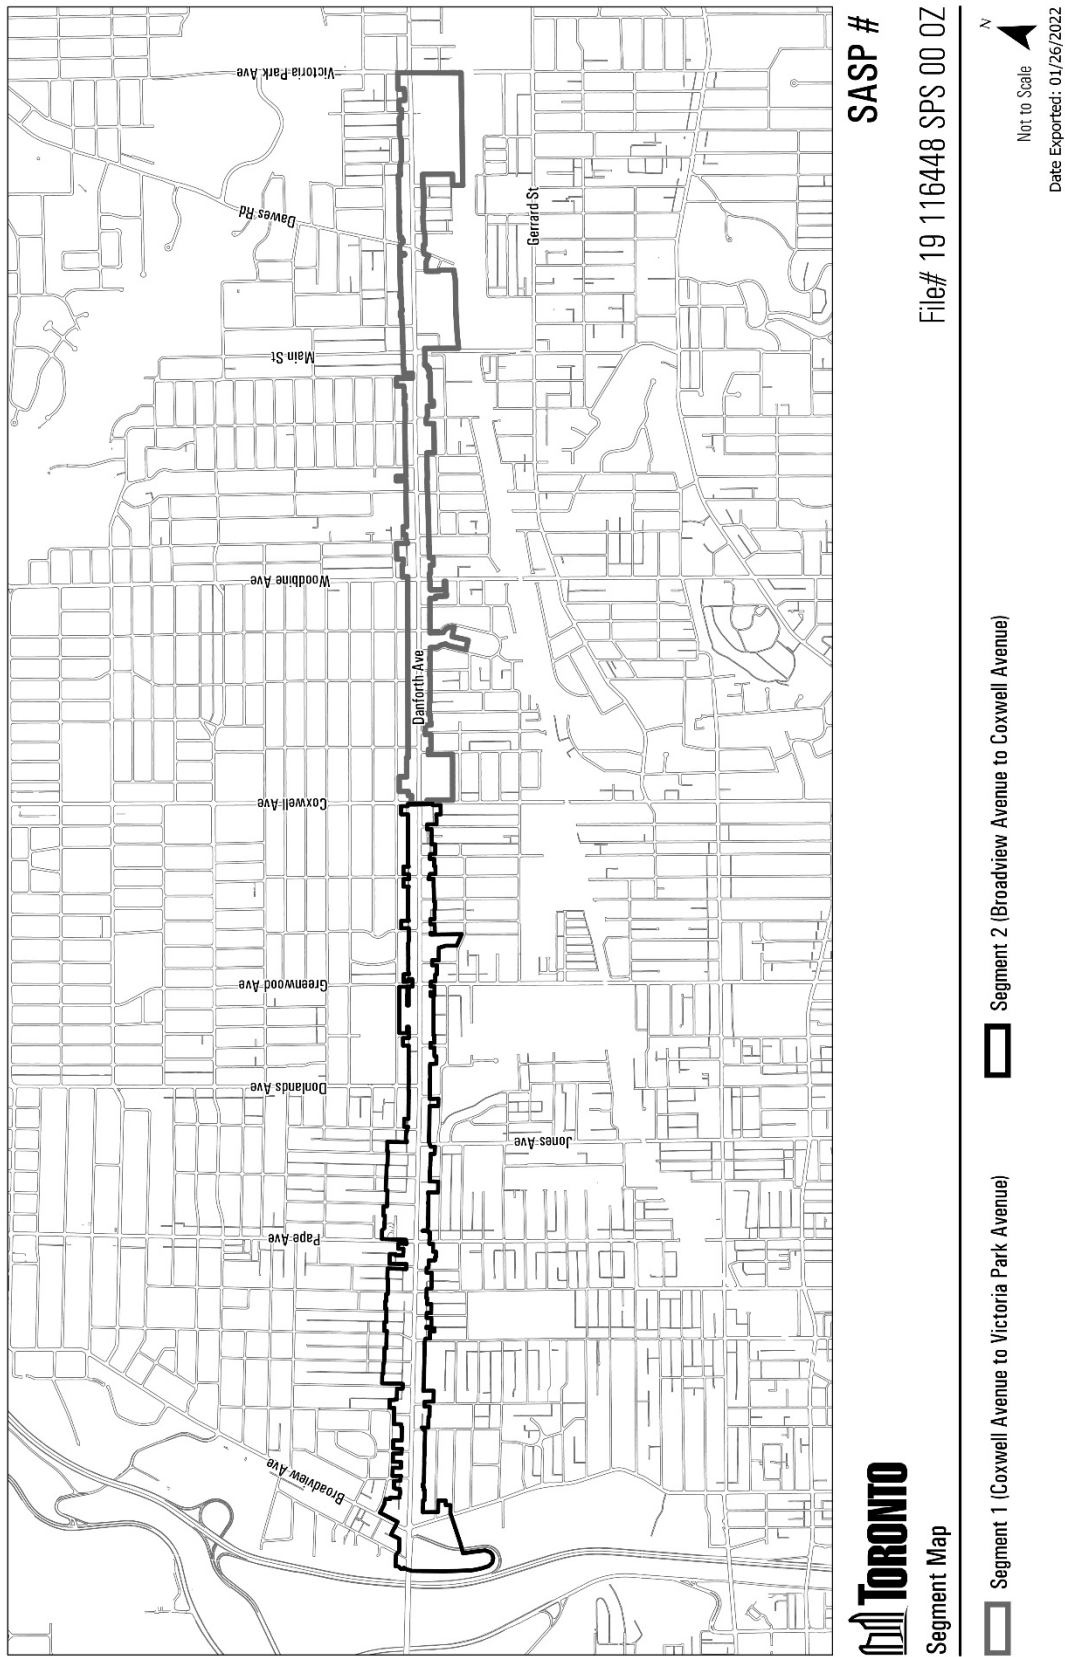 Victoria Park Ave
Dawes Rd
Gerrard St
Main St
Woodbine Ave
Danforth Ave
Coxwell Ave
Greenwood Ave
Donlands Ave
Jones Ave
Pape Ave
Broadview Ave
TORONTO
Segment Map
SASP #
File# 19 116448 SPS 00 OZ
Segment 1 (Coxwell Avenue to Victoria Park Avenue)
Segment 2 (Broadview Avenue to Coxwell Avenue)
N
Not to Scale
Date Exported: 01/26/2022